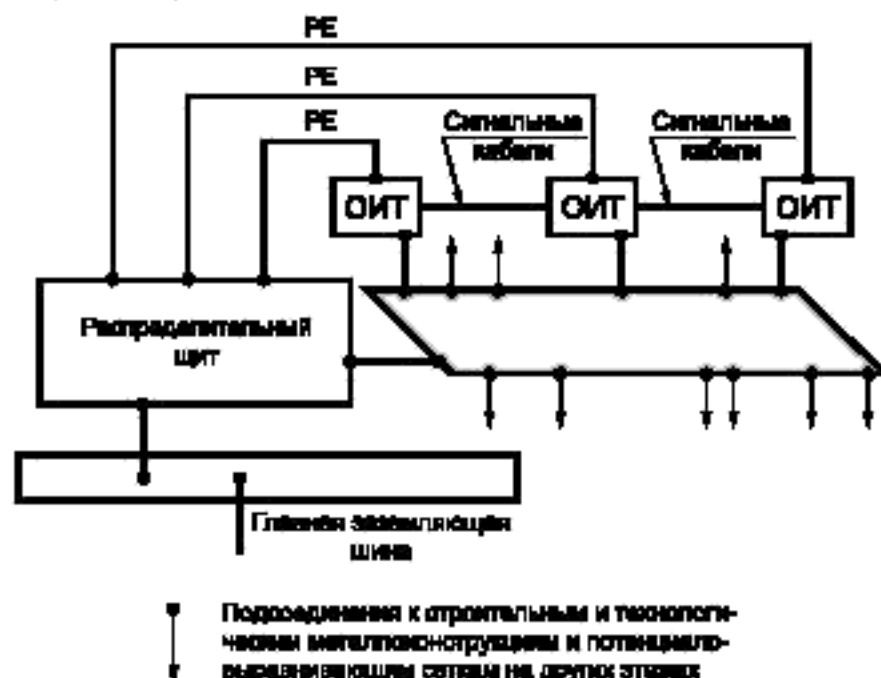 PE
PE
PE
Сигнальные
кабели
Сигнальные
кабели
ОИТ
ОИТ
ОИТ
Распределительный
щит
Главная заземляющая
шина
Подсоединения к строительным и технологи-
ческим металлоконструкциям и потенциало-
выравнивающим сетям на других этажах